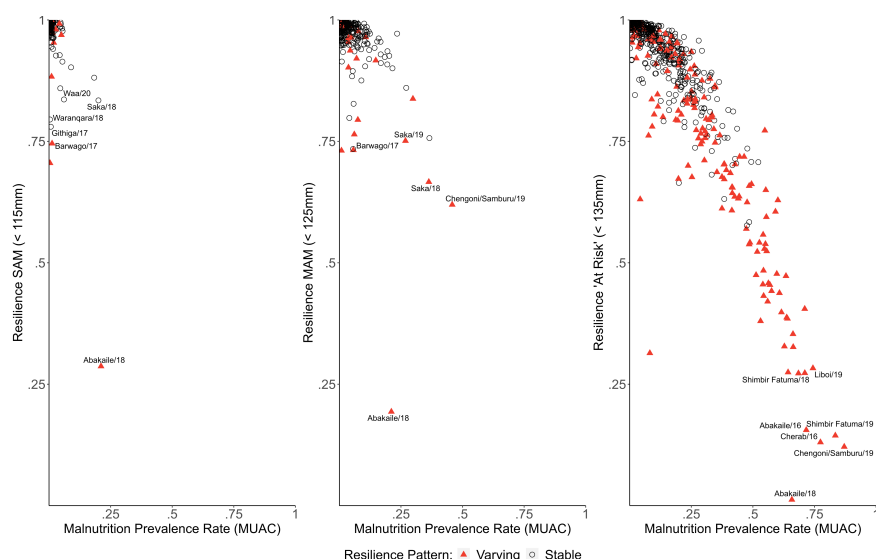 Resilience SAM (< 115mm)
1
.75
.5
.25
Waa/20
Saka/18
Waranqara/18
Githiga/17
Barwago/17
Abakaile/18
.25
.5
.75
1
Malnutrition Prevalence Rate (MUAC)
Resilience MAM (< 125mm)
1
.75
.5
.25
Saka/19
Barwago/17
Saka/18
Chengoni/Samburu/19
Abakaile/18
.25
.5
.75
1
Malnutrition Prevalence Rate (MUAC)
Resilience 'At Risk' (< 135mm)
1
.75
.5
.25
Liboi/19
Shimbir Fatuma/18
Abakaile/16
Shimbir Fatuma/19
Cherab/16
Chengoni/Samburu/19
Abakaile/18
.25
.5
.75
1
Malnutrition Prevalence Rate (MUAC)
Resilience Pattern: Varying Stable